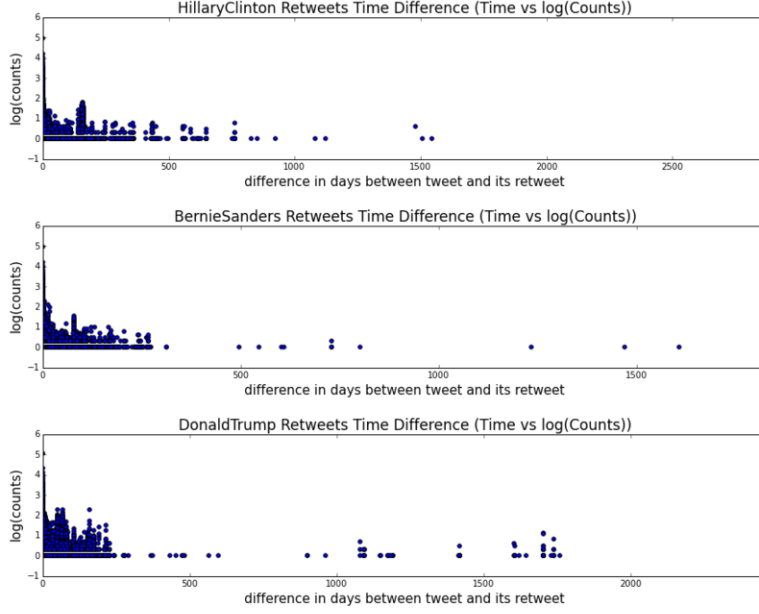 HillaryClinton Retweets Time Difference (Time vs log(Counts))
6
5
4
3
2
1
0
-1
log(counts)
0 500 1000 1500 2000 2500
difference in days between tweet and its retweet
BernieSanders Retweets Time Difference (Time vs log(Counts))
6
5
4
3
2
1
0
-1
log(counts)
0 500 1000 1500
difference in days between tweet and its retweet
DonaldTrump Retweets Time Difference (Time vs log(Counts))
6
5
4
3
2
1
0
-1
log(counts)
0 500 1000 1500 2000
difference in days between tweet and its retweet